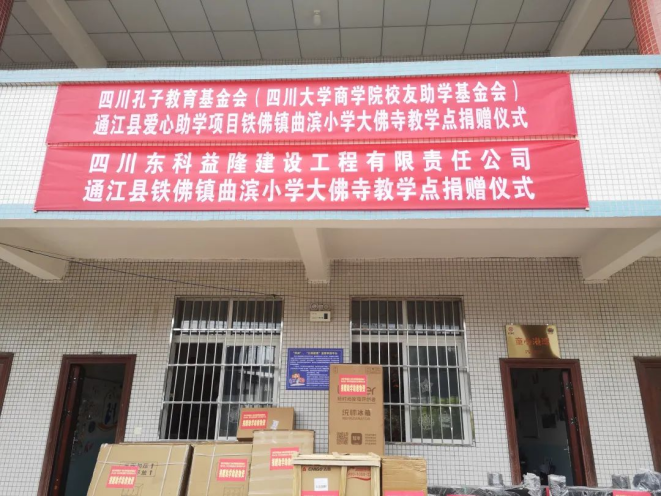 四川孔子教育基金会（四川大学商学院校友助学基金会）
通江县爱心助学项目铁佛镇曲滨小学大佛寺教学点捐赠仪式
四川东科益隆建设工程有限责任公司
通江县铁佛镇曲滨小学大佛寺教学点捐赠仪式